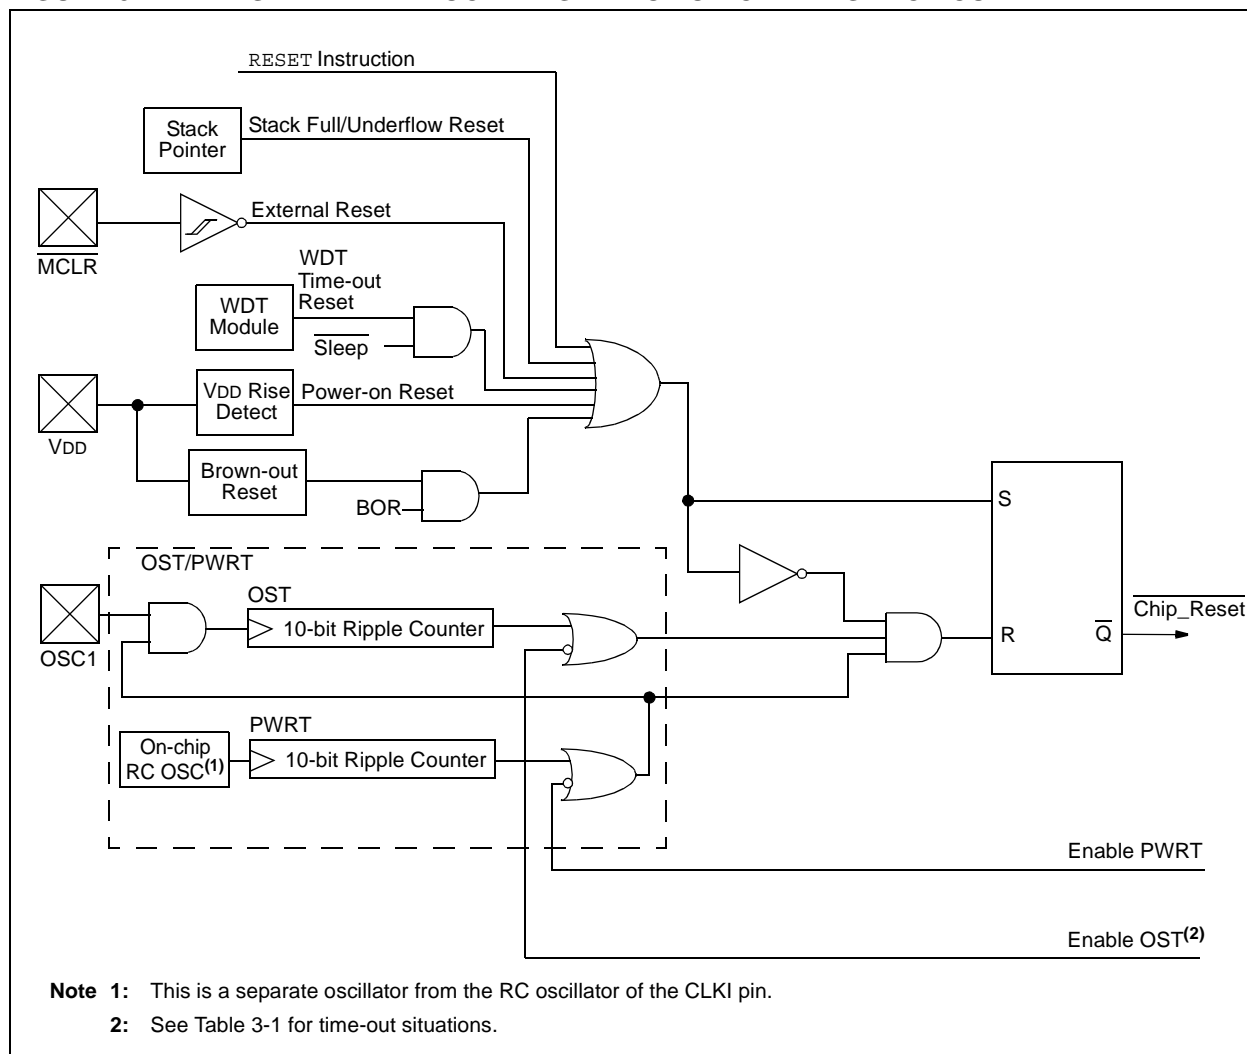 RESET Instruction
Stack
Pointer
Stack Full/Underflow Reset
External Reset
MCLR
WDT
Time-out
Reset
WDT
Module
Sleep
VDD Rise
Detect
Power-on Reset
VDD
Brown-out
Reset
BOR
S
OST/PWRT
OST
10-bit Ripple Counter
OSC1
R
Q
Chip_Reset
PWRT
On-chip
RC OSC(1)
10-bit Ripple Counter
Enable PWRT
Enable OST(2)
Note 1: This is a separate oscillator from the RC oscillator of the CLKI pin.
2: See Table 3-1 for time-out situations.